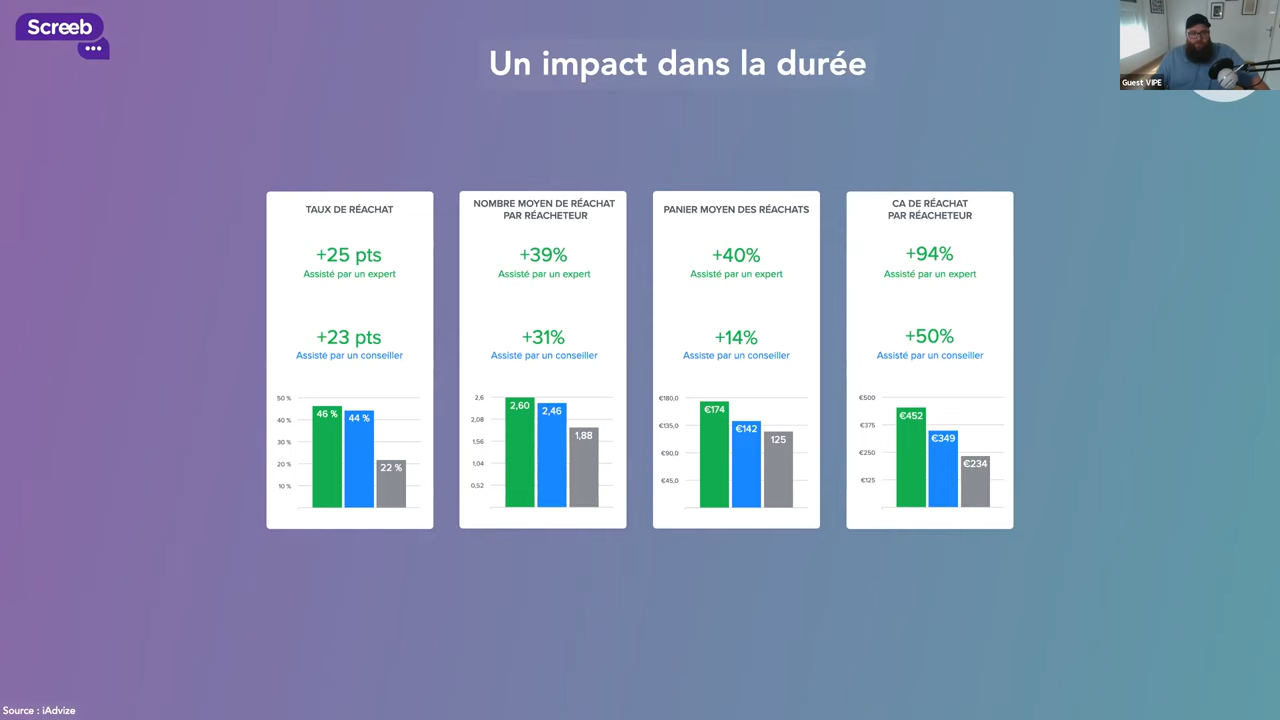 Screeb
Un impact dans la durée
Guest VIPE
TAUX DE RÉACHAT
+25 pts
Assisté par un expert
+23 pts
Assisté par un conseiller
50 %
40 %
30 %
20 %
10 %
46 %
44 %
22 %
NOMBRE MOYEN DE RÉACHAT
PAR RÉACHETEUR
+39%
Assisté par un expert
+31%
Assisté par un conseiller
2,6
2,08
1,56
1,04
0,52
2,60
2,46
1,88
PANIER MOYEN DES RÉACHATS
+40%
Assisté par un expert
+14%
Assisté par un conseiller
€180,0
€135,0
€90,0
€45,0
€174
€142
125
CA DE RÉACHAT
PAR RÉACHETEUR
+94%
Assisté par un expert
+50%
Assisté par un conseiller
€500
€375
€250
€125
€452
€349
€234
Source : iAdvize